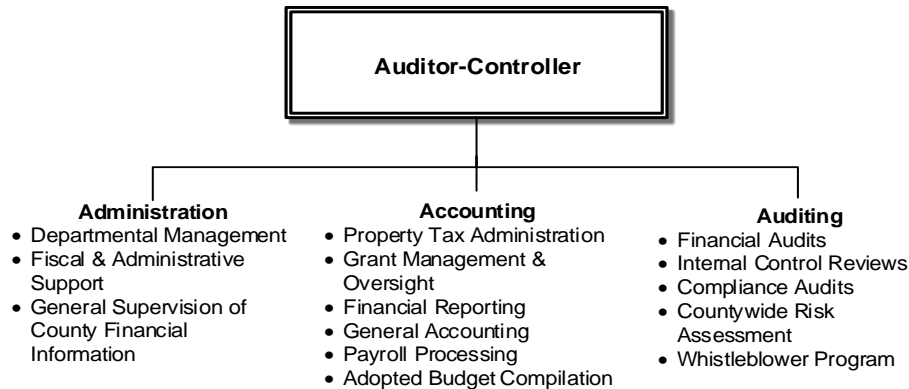 Auditor-Controller
Administration
• Departmental Management
• Fiscal & Administrative
Support
• General Supervision of
County Financial
Information
Accounting
• Property Tax Administration
• Grant Management &
Oversight
• Financial Reporting
• General Accounting
• Payroll Processing
• Adopted Budget Compilation
Auditing
• Financial Audits
• Internal Control Reviews
• Compliance Audits
• Countywide Risk
Assessment
• Whistleblower Program